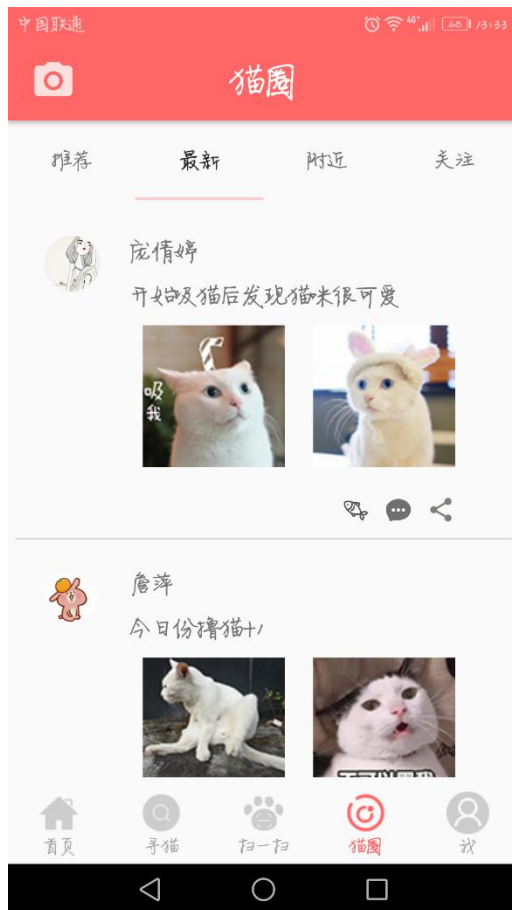 中国联通 46+ 68 13:33
猫圈
推荐 最新 附近 关注
庞倩婷
开始吸猫后发现猫咪很可爱
吸
我
詹萍
今日份撸猫+1
首页 寻猫 扫一扫 猫圈 我